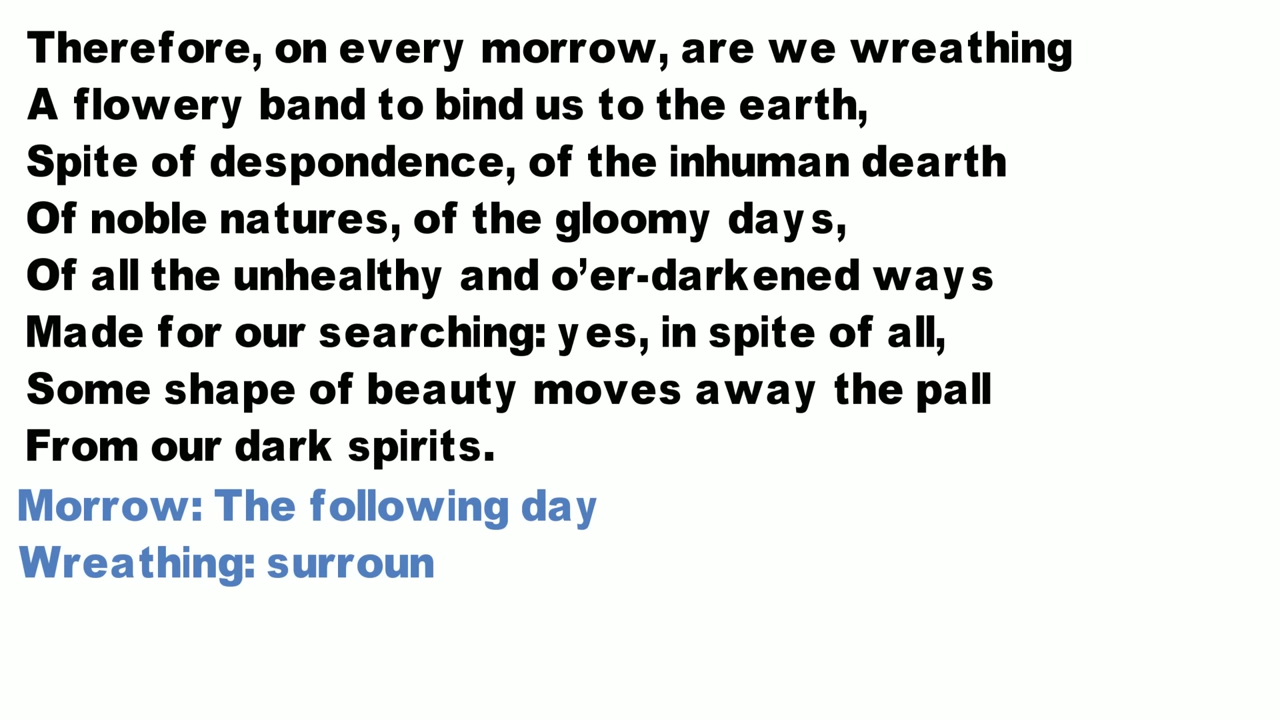 Therefore, on every morrow, are we wreathing
A flowery band to bind us to the earth,
Spite of despondence, of the inhuman dearth
Of noble natures, of the gloomy days,
Of all the unhealthy and o’er-darkened ways
Made for our searching: yes, in spite of all,
Some shape of beauty moves away the pall
From our dark spirits.
Morrow: The following day
Wreathing: surroun